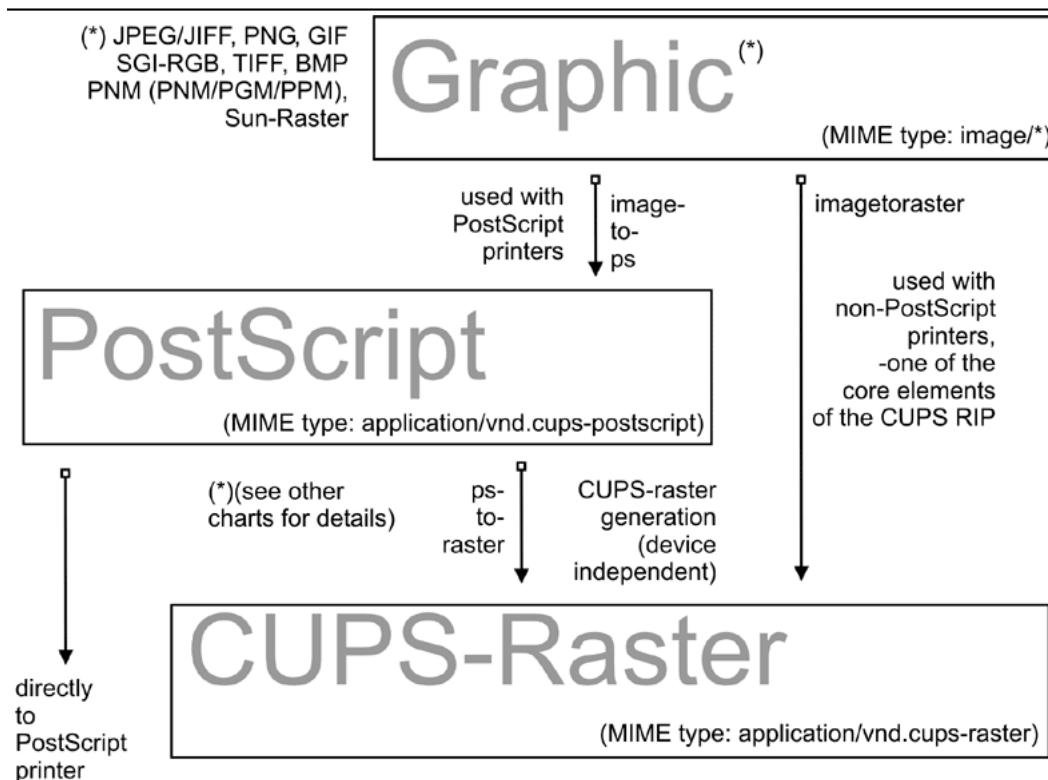 (*) JPEG/JIFF, PNG, GIF
SGI-RGB, TIFF, BMP
PNM (PNM/PGM/PPM),
Sun-Raster
Graphic(*)
(MIME type: image/*)
used with
PostScript
printers
image-
to-
ps
imagetoraster
used with
non-PostScript
printers,
-one of the
core elements
of the CUPS RIP
PostScript
(MIME type: application/vnd.cups-postscript)
(*)(see other
charts for details)
ps-
to-
raster
CUPS-raster
generation
(device
independent)
CUPS-Raster
(MIME type: application/vnd.cups-raster)
directly
to
PostScript
printer